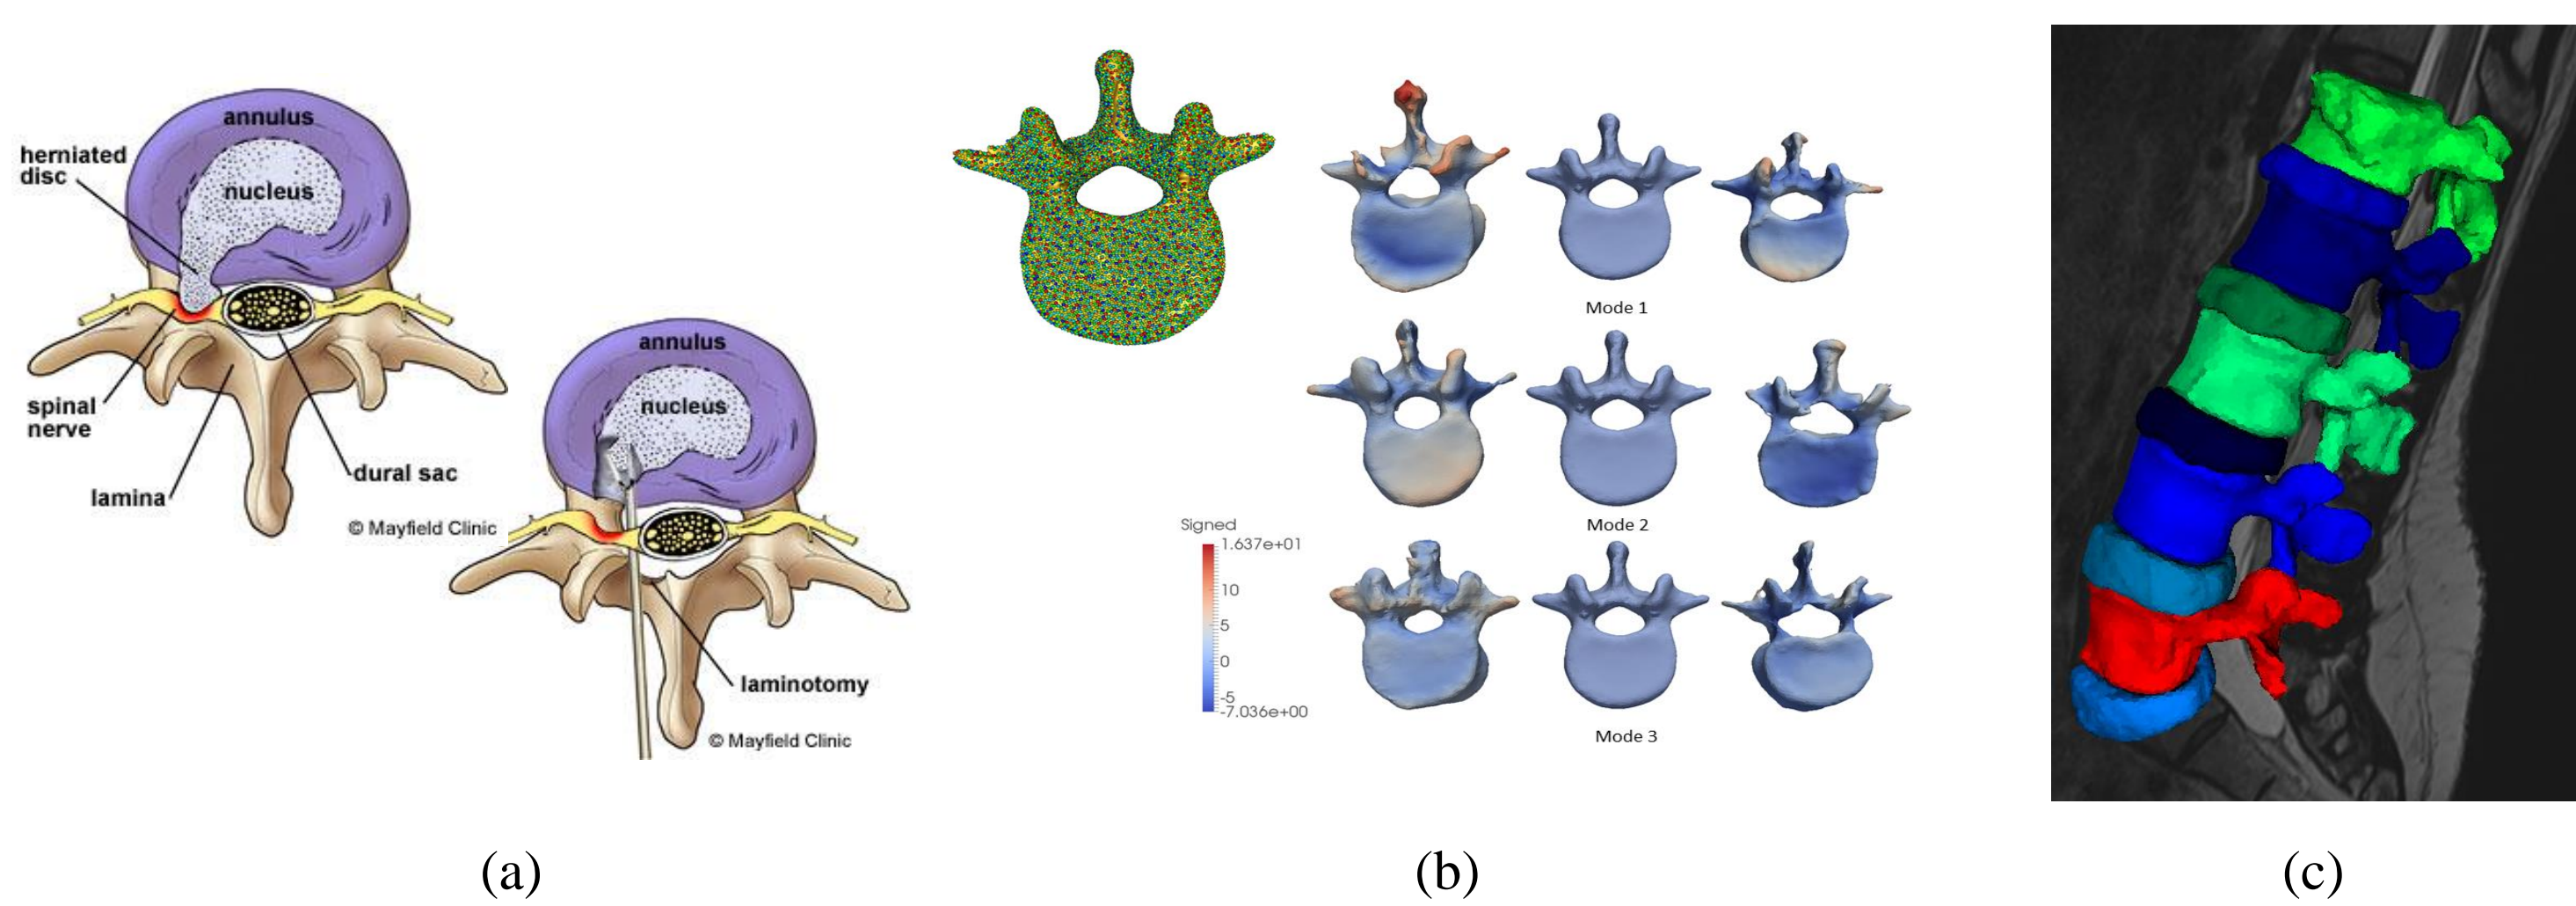 annulus
herniated
disc
nucleus
spinal
nerve
lamina
dural sac
© Mayfield Clinic
annulus
nucleus
laminotomy
© Mayfield Clinic
Mode 1
Mode 2
Signed
1.637e+01
10
5
0
-5
-7.036e+00
Mode 3
(a)
(b)
(c)